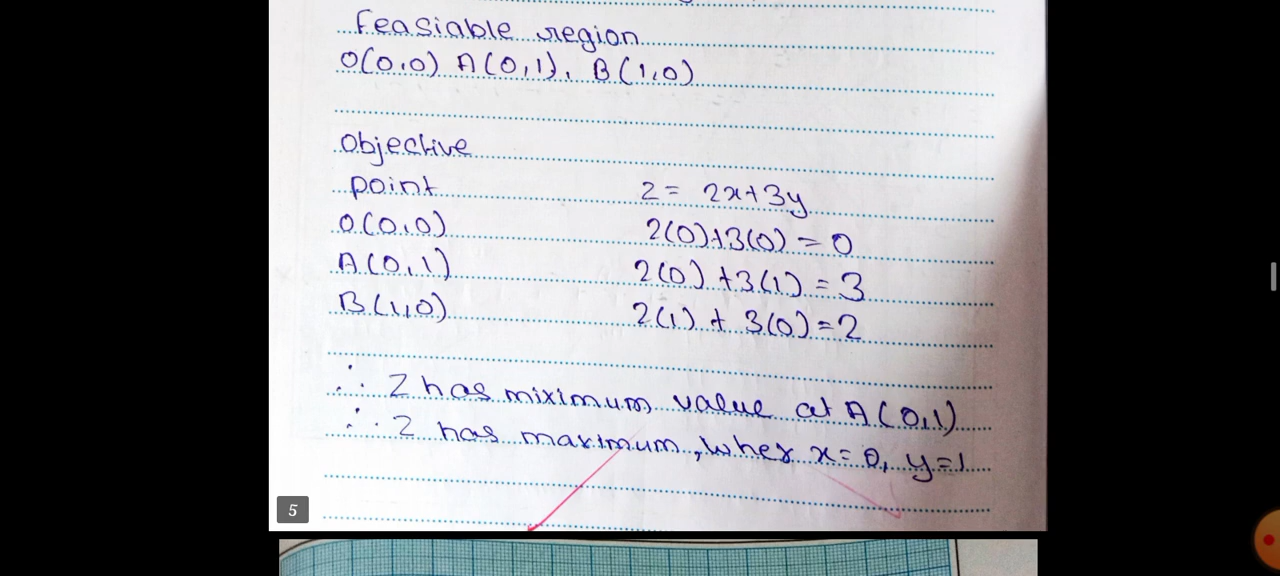 Feasiable region
O(0,0) A(0,1), B(1,0)
Objective
point z = 2x+3y
O(0,0) 2(0)+3(0) = 0
A(0,1) 2(0) +3(1) = 3
B(1,0) 2(1) + 3(0) = 2
∴ Z has miximum value at A(0,1)
∴ Z has maximum, wher x=0, y=1
5